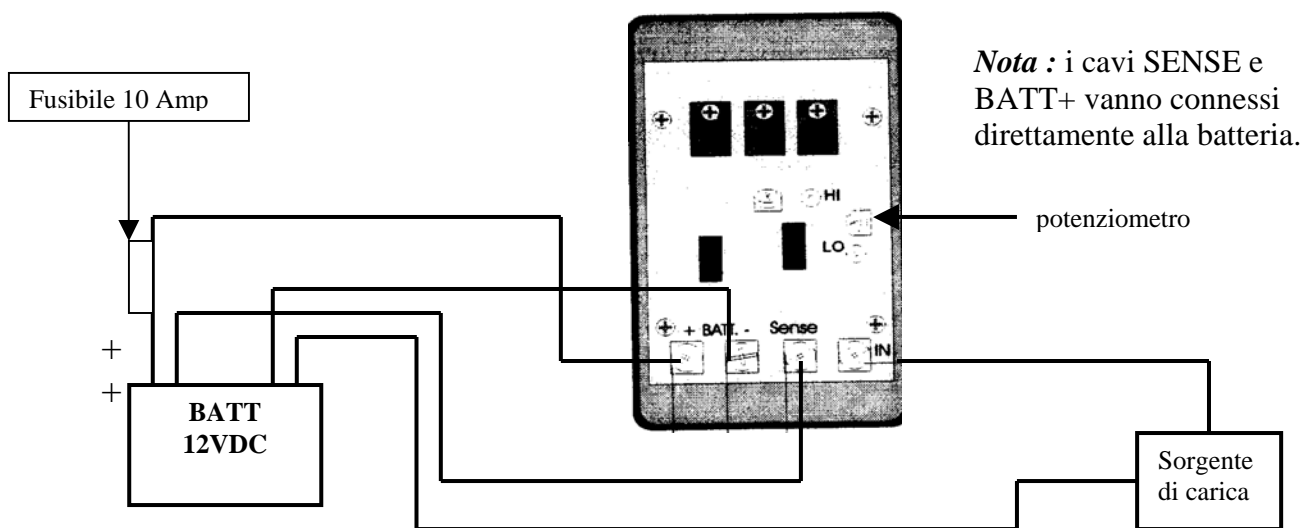 Fusibile 10 Amp
Nota : i cavi SENSE e
BATT+ vanno connessi
direttamente alla batteria.
HI
potenziometro
LO
+ BATT. - Sense
IN
+
+
BATT
12VDC
Sorgente
di carica